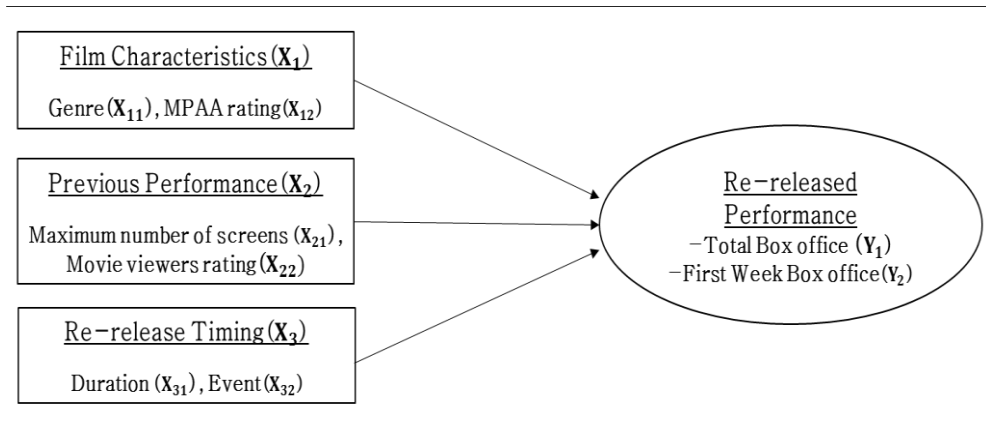 Film Characteristics(X₁)
Genre(X₁₁), MPAA rating(X₁₂)
Previous Performance(X₂)
Maximum number of screens (X₂₁),
Movie viewers rating(X₂₂)
Re-release Timing(X₃)
Duration (X₃₁), Event(X₃₂)
Re-released
Performance
-Total Box office (Y₁)
-First Week Box office(Y₂)